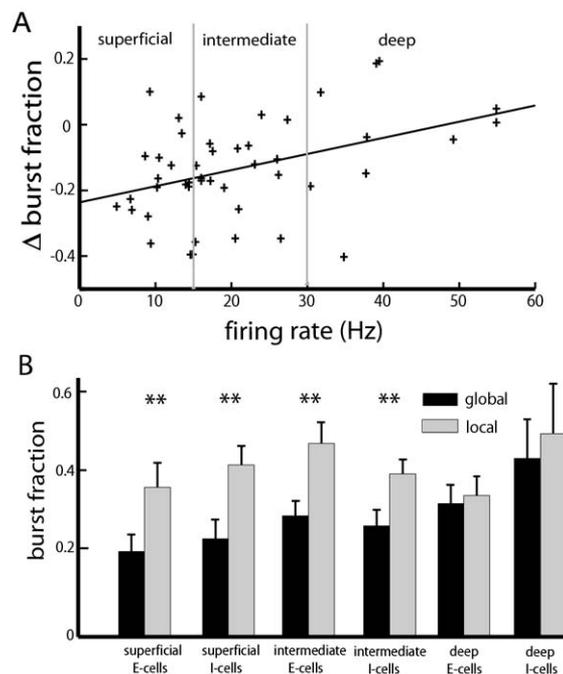 A
superficial intermediate deep
0.2
0
-0.2
-0.4
Δ burst fraction
0 10 20 30 40 50 60
firing rate (Hz)
B
0.6
0.4
0.2
0
burst fraction
** ** ** **
global
local
superficial superficial intermediate intermediate deep deep
E-cells I-cells E-cells I-cells E-cells I-cells